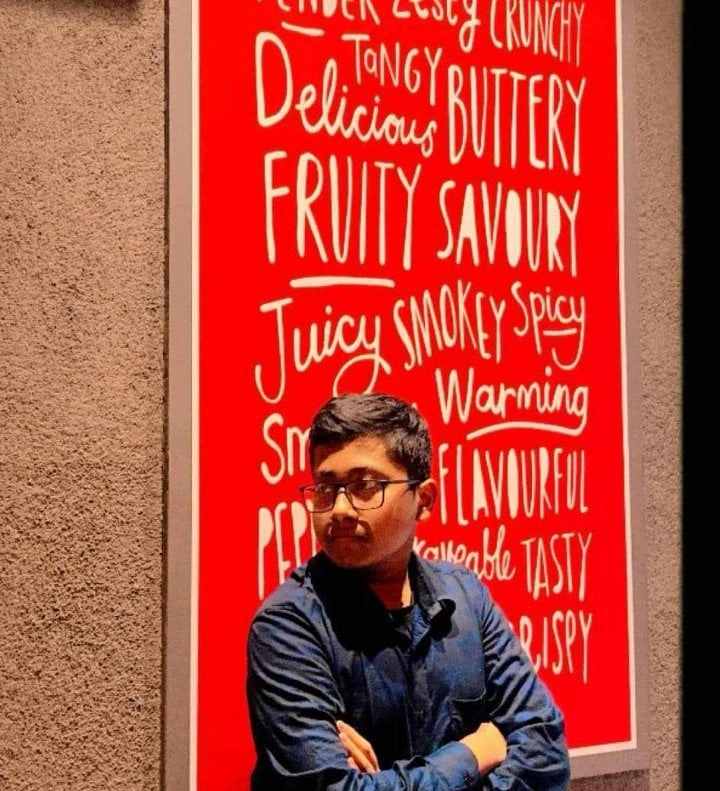 ZESTY CRUNCHY
TaNGY
Delicious BUTTERY
FRUITY SAVOURY
Juicy SMOKEY Spicy
Warming
FLAVOURFUL
TASTY